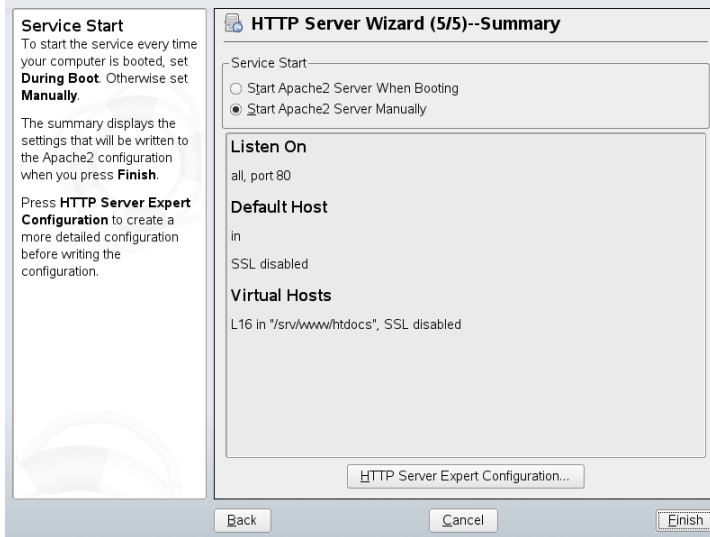 Service Start
To start the service every time
your computer is booted, set
During Boot. Otherwise set
Manually.
The summary displays the
settings that will be written to
the Apache2 configuration
when you press Finish.
Press HTTP Server Expert
Configuration to create a
more detailed configuration
before writing the
configuration.
HTTP Server Wizard (5/5)--Summary
Service Start
Start Apache2 Server When Booting
Start Apache2 Server Manually
Listen On
all, port 80
Default Host
in
SSL disabled
Virtual Hosts
L16 in "/srv/www/htdocs", SSL disabled
HTTP Server Expert Configuration...
Back
Cancel
Finish